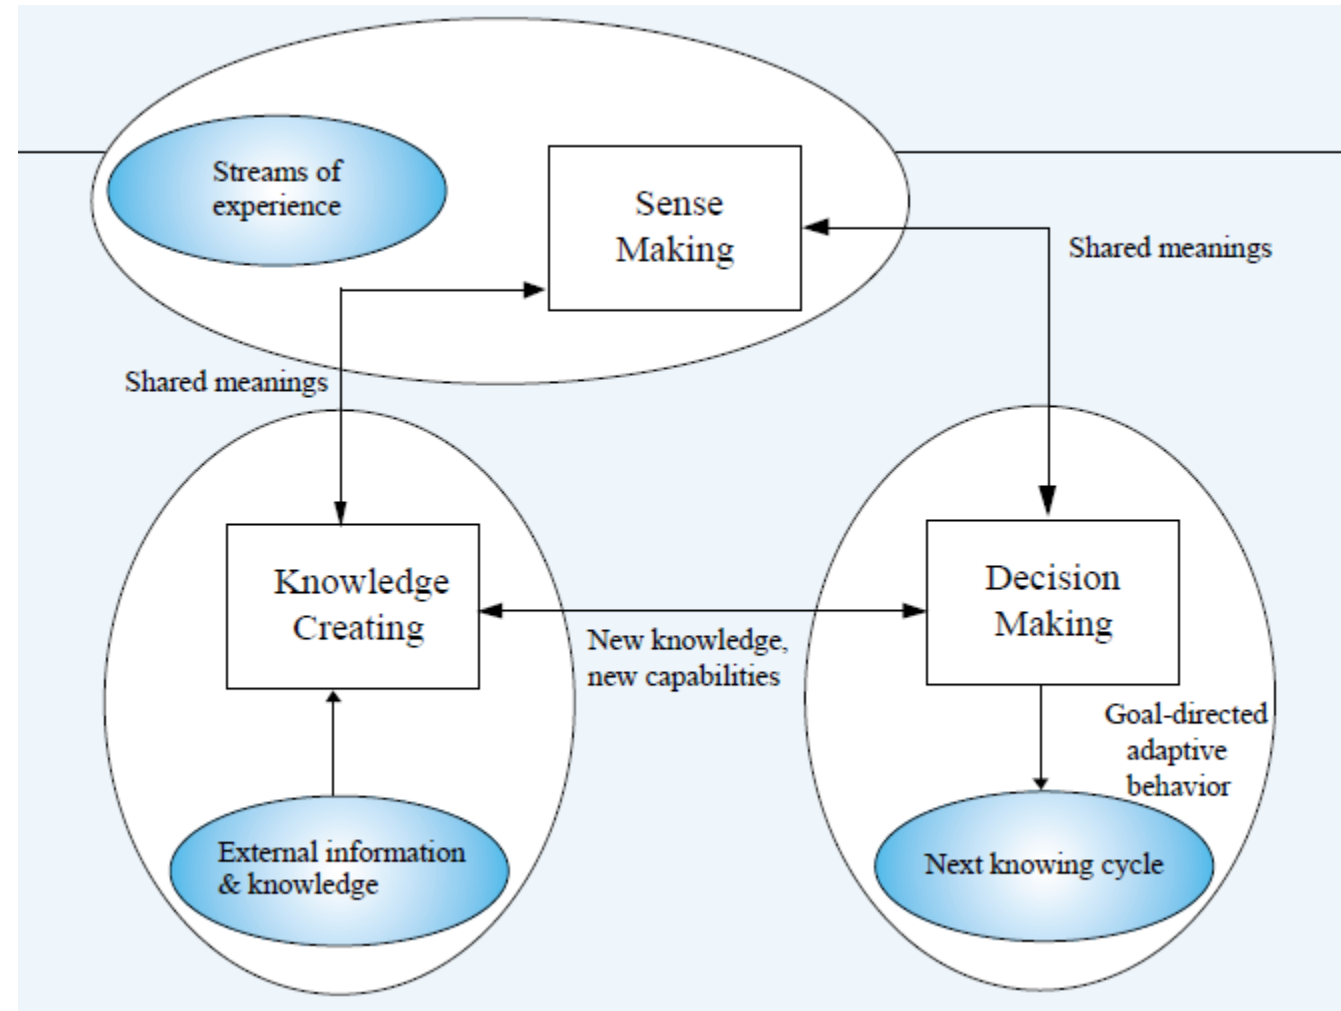 Streams of
experience
Sense
Making
Shared meanings
Shared meanings
Knowledge
Creating
Decision
Making
New knowledge,
new capabilities
Goal-directed
adaptive
behavior
External information
& knowledge
Next knowing cycle